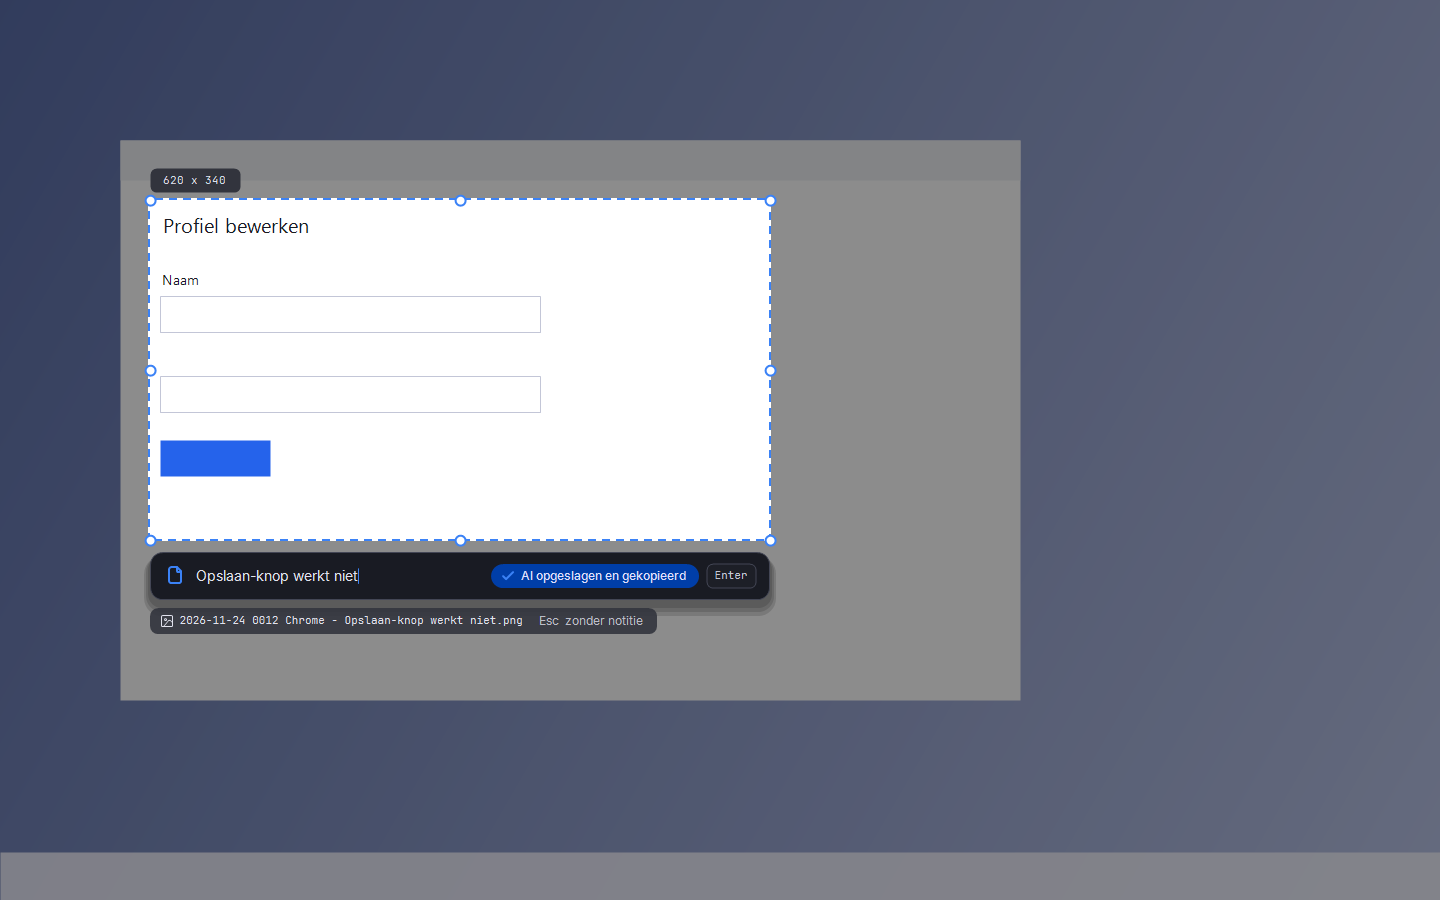 620 x 340
Profiel bewerken
Naam
Opslaan-knop werkt niet
Al opgeslagen en gekopieerd
Enter
2026-11-24 0012 Chrome - Opslaan-knop werkt niet.png
Esc zonder notitie